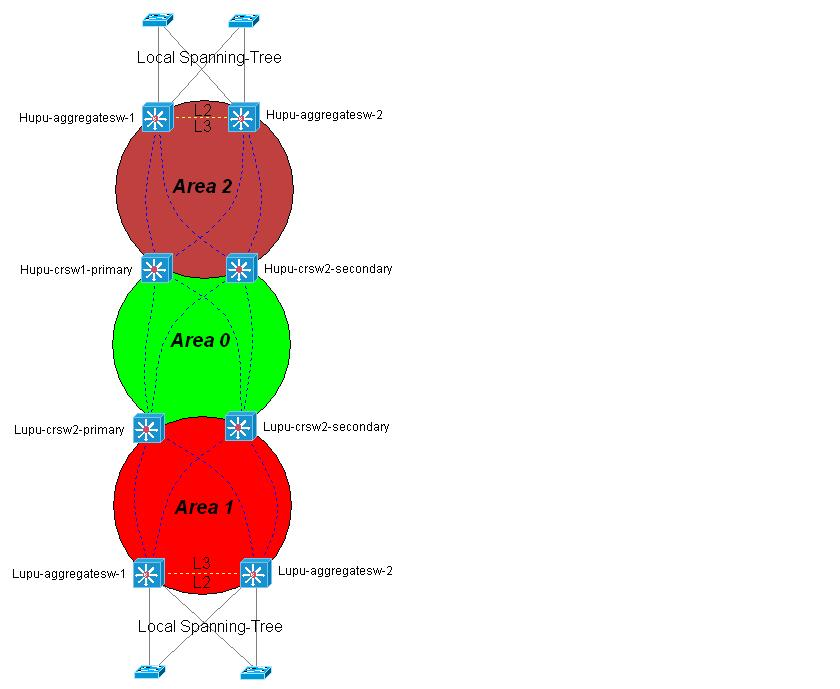 Local Spanning-Tree
Hupu-aggregatesw-1
L2
Hupu-aggregatesw-2
L3
Area 2
Hupu-crsw1-primary
Hupu-crsw2-secondary
Area 0
Lupu-crsw2-primary
Lupu-crsw2-secondary
Area 1
L3
Lupu-aggregatesw-1
Lupu-aggregatesw-2
L2
Local Spanning-Tree